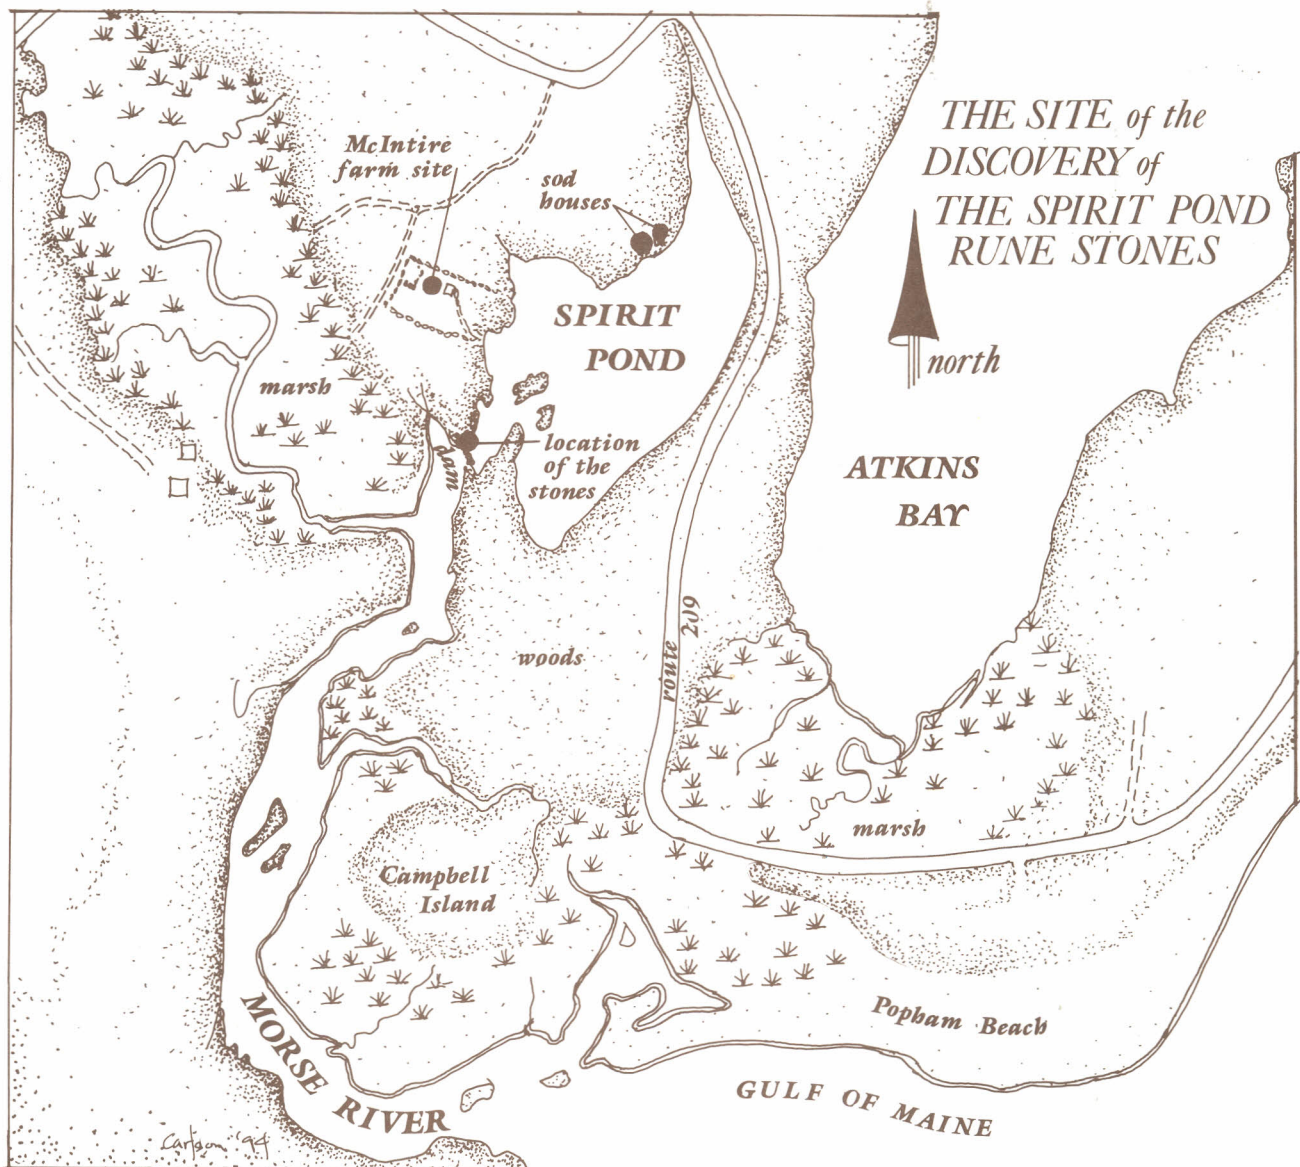 THE SITE of the
DISCOVERY of
THE SPIRIT POND
RUNE STONES
north
McIntire
farm site
sod
houses
SPIRIT
POND
marsh
dam
location
of the
stones
ATKINS
BAY
woods
route 209
marsh
Campbell
Island
Popham Beach
MORSE RIVER
GULF OF MAINE
Carlson '94